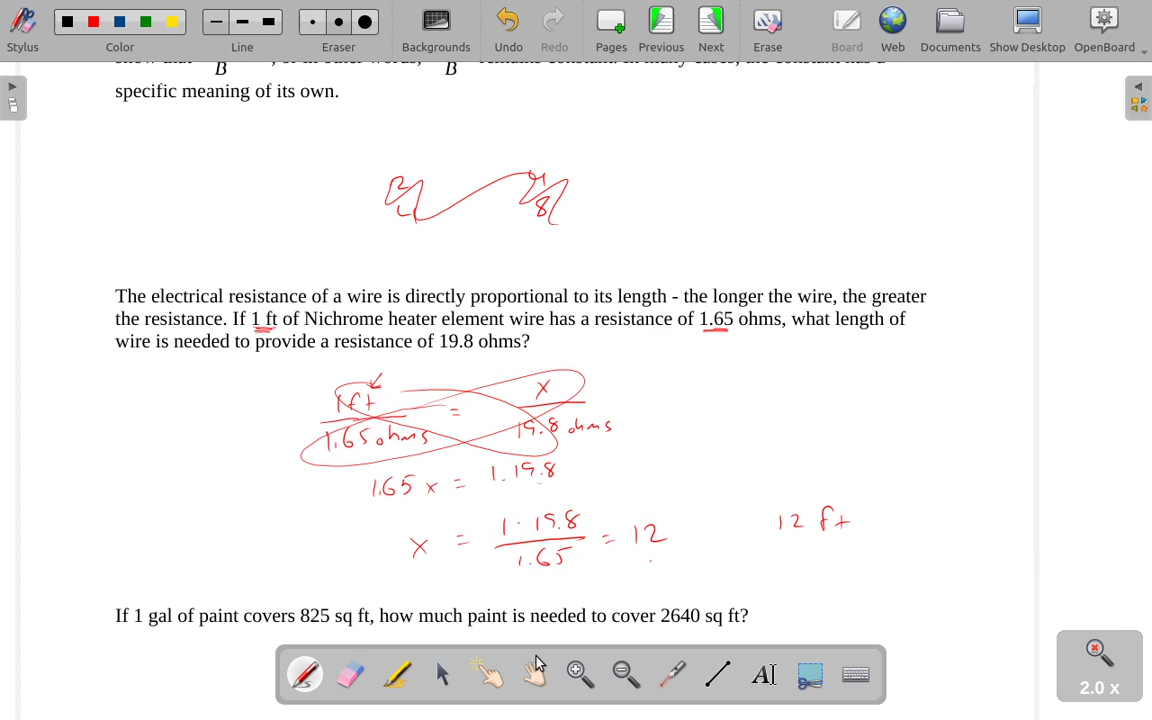 Stylus Color Line Eraser Backgrounds Undo Redo Pages Previous Next Erase Board Web Documents Show Desktop OpenBoard
B B
specific meaning of its own.
The electrical resistance of a wire is directly proportional to its length - the longer the wire, the greater
the resistance. If 1 ft of Nichrome heater element wire has a resistance of 1.65 ohms, what length of
wire is needed to provide a resistance of 19.8 ohms?
1ft = x
1.65 ohms 19.8 ohms
1.65 x = 1.19.8
x = 1 · 19.8 / 1.65 = 12
12 ft
If 1 gal of paint covers 825 sq ft, how much paint is needed to cover 2640 sq ft?
AI
2.0 x